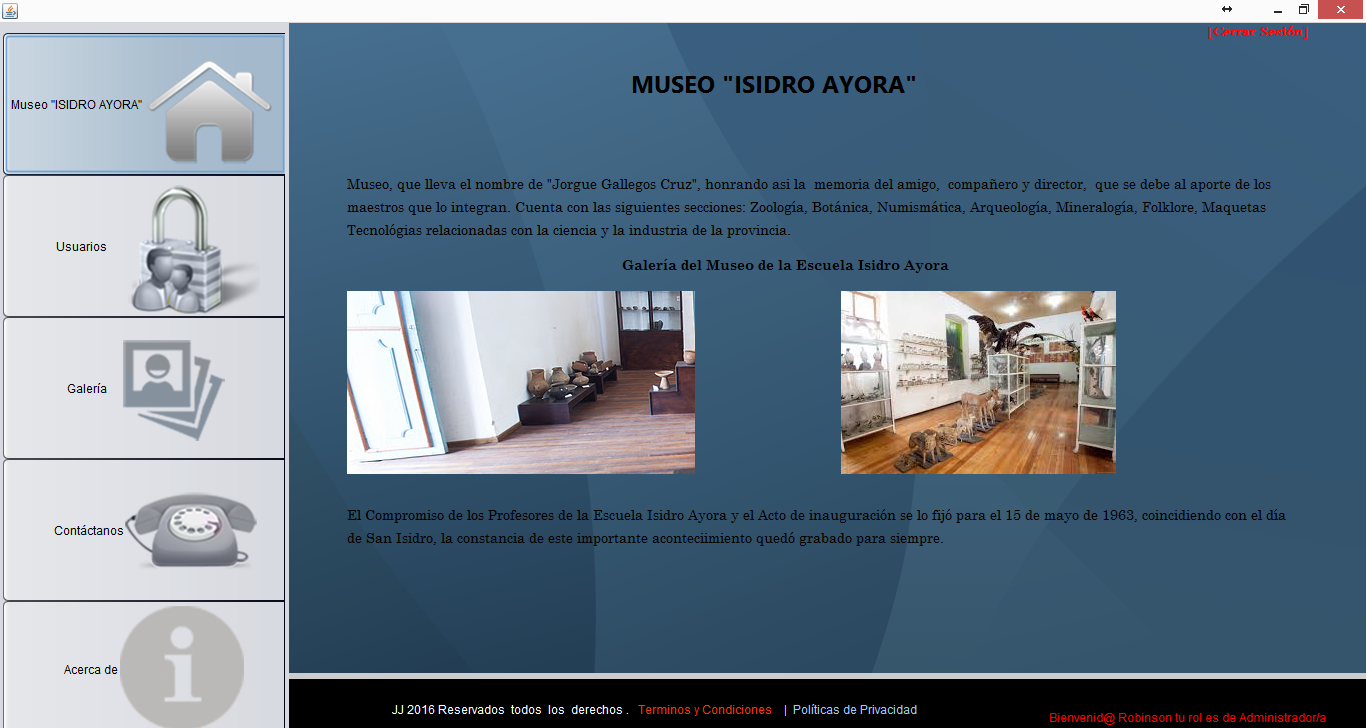 [Cerrar Sesión]
Museo "ISIDRO AYORA"
Usuarios
Galería
Contáctanos
Acerca de
MUSEO "ISIDRO AYORA"
Museo, que lleva el nombre de "Jorgue Gallegos Cruz", honrando asi la  memoria del amigo,  compañero y director,  que se debe al aporte de los
maestros que lo integran. Cuenta con las siguientes secciones: Zoología, Botánica, Numismática, Arqueología, Mineralogía, Folklore, Maquetas
Tecnológias relacionadas con la ciencia y la industria de la provincia.
Galería del Museo de la Escuela Isidro Ayora
El Compromiso de los Profesores de la Escuela Isidro Ayora y el Acto de inauguración se lo fijó para el 15 de mayo de 1963, coincidiendo con el día
de San Isidro, la constancia de este importante aconteciimiento quedó grabado para siempre.
JJ 2016 Reservados  todos  los  derechos .   Terminos y Condiciones    |  Políticas de Privacidad
Bienvenid@ Robinson tu rol es de Administrador/a